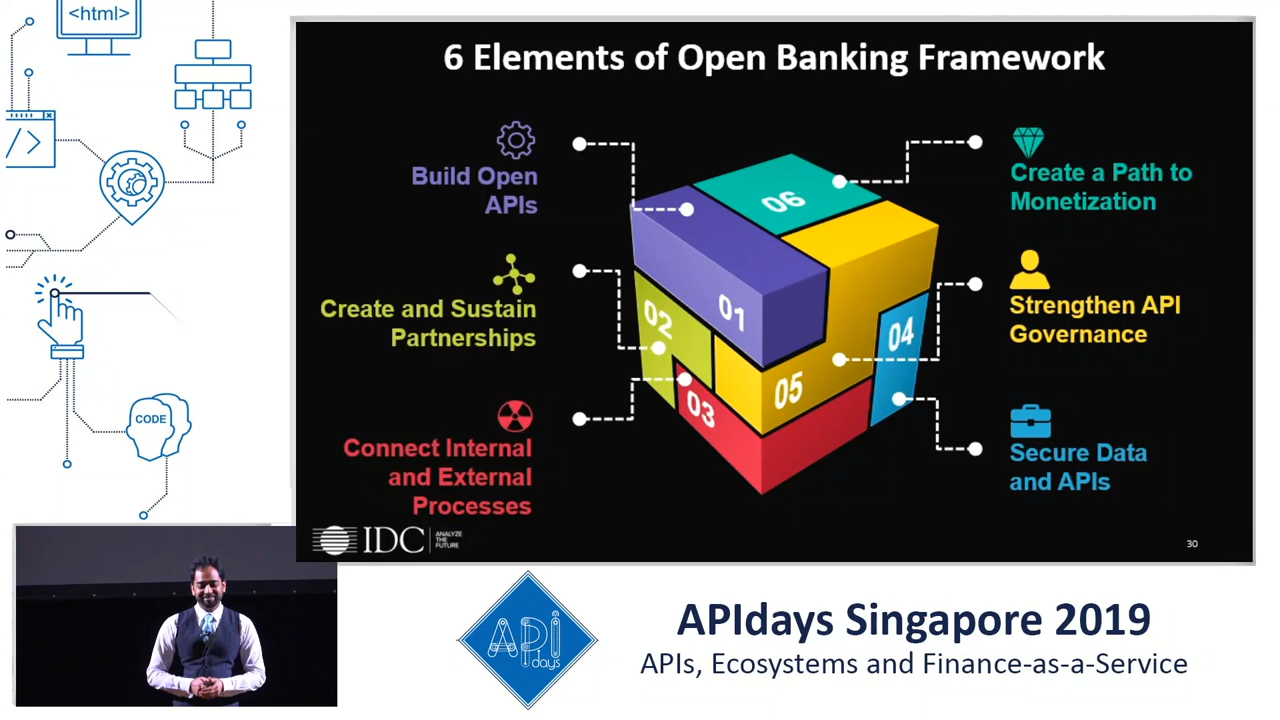 <html>
</>
CODE
6 Elements of Open Banking Framework
Build Open
APIs
Create and Sustain
Partnerships
Connect Internal
and External
Processes
Create a Path to
Monetization
Strengthen API
Governance
Secure Data
and APIs
06
01
02
04
05
03
IDC
ANALYZE
THE
FUTURE
30
API
days
APIdays Singapore 2019
APIs, Ecosystems and Finance-as-a-Service